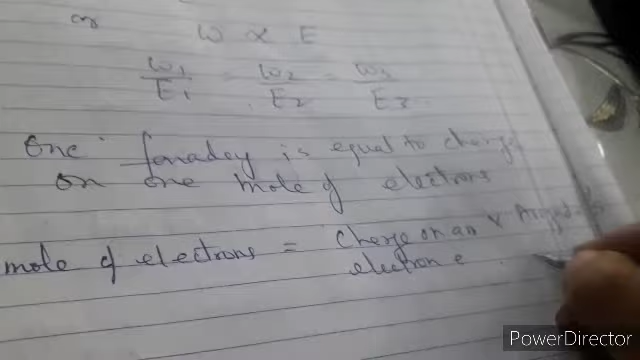 or
W ∝ E
W1/E1 = W2/E2 = W3/E3
One faraday is equal to charge
on one mole of electrons
mole of electrons = Charge on an ×
electron e
PowerDirector